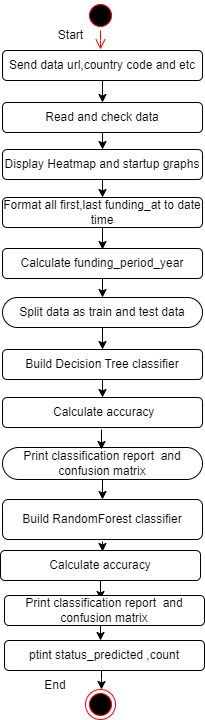 Start
Send data url,country code and etc
Read and check data
Display Heatmap and startup graphs
Format all first,last funding_at to date
time
Calculate funding_period_year
Split data as train and test data
Build Decision Tree classifier
Calculate accuracy
Print classification report  and
confusion matrix
Build RandomForest classifier
Calculate accuracy
Print classification report  and
confusion matrix
ptint status_predicted ,count
End